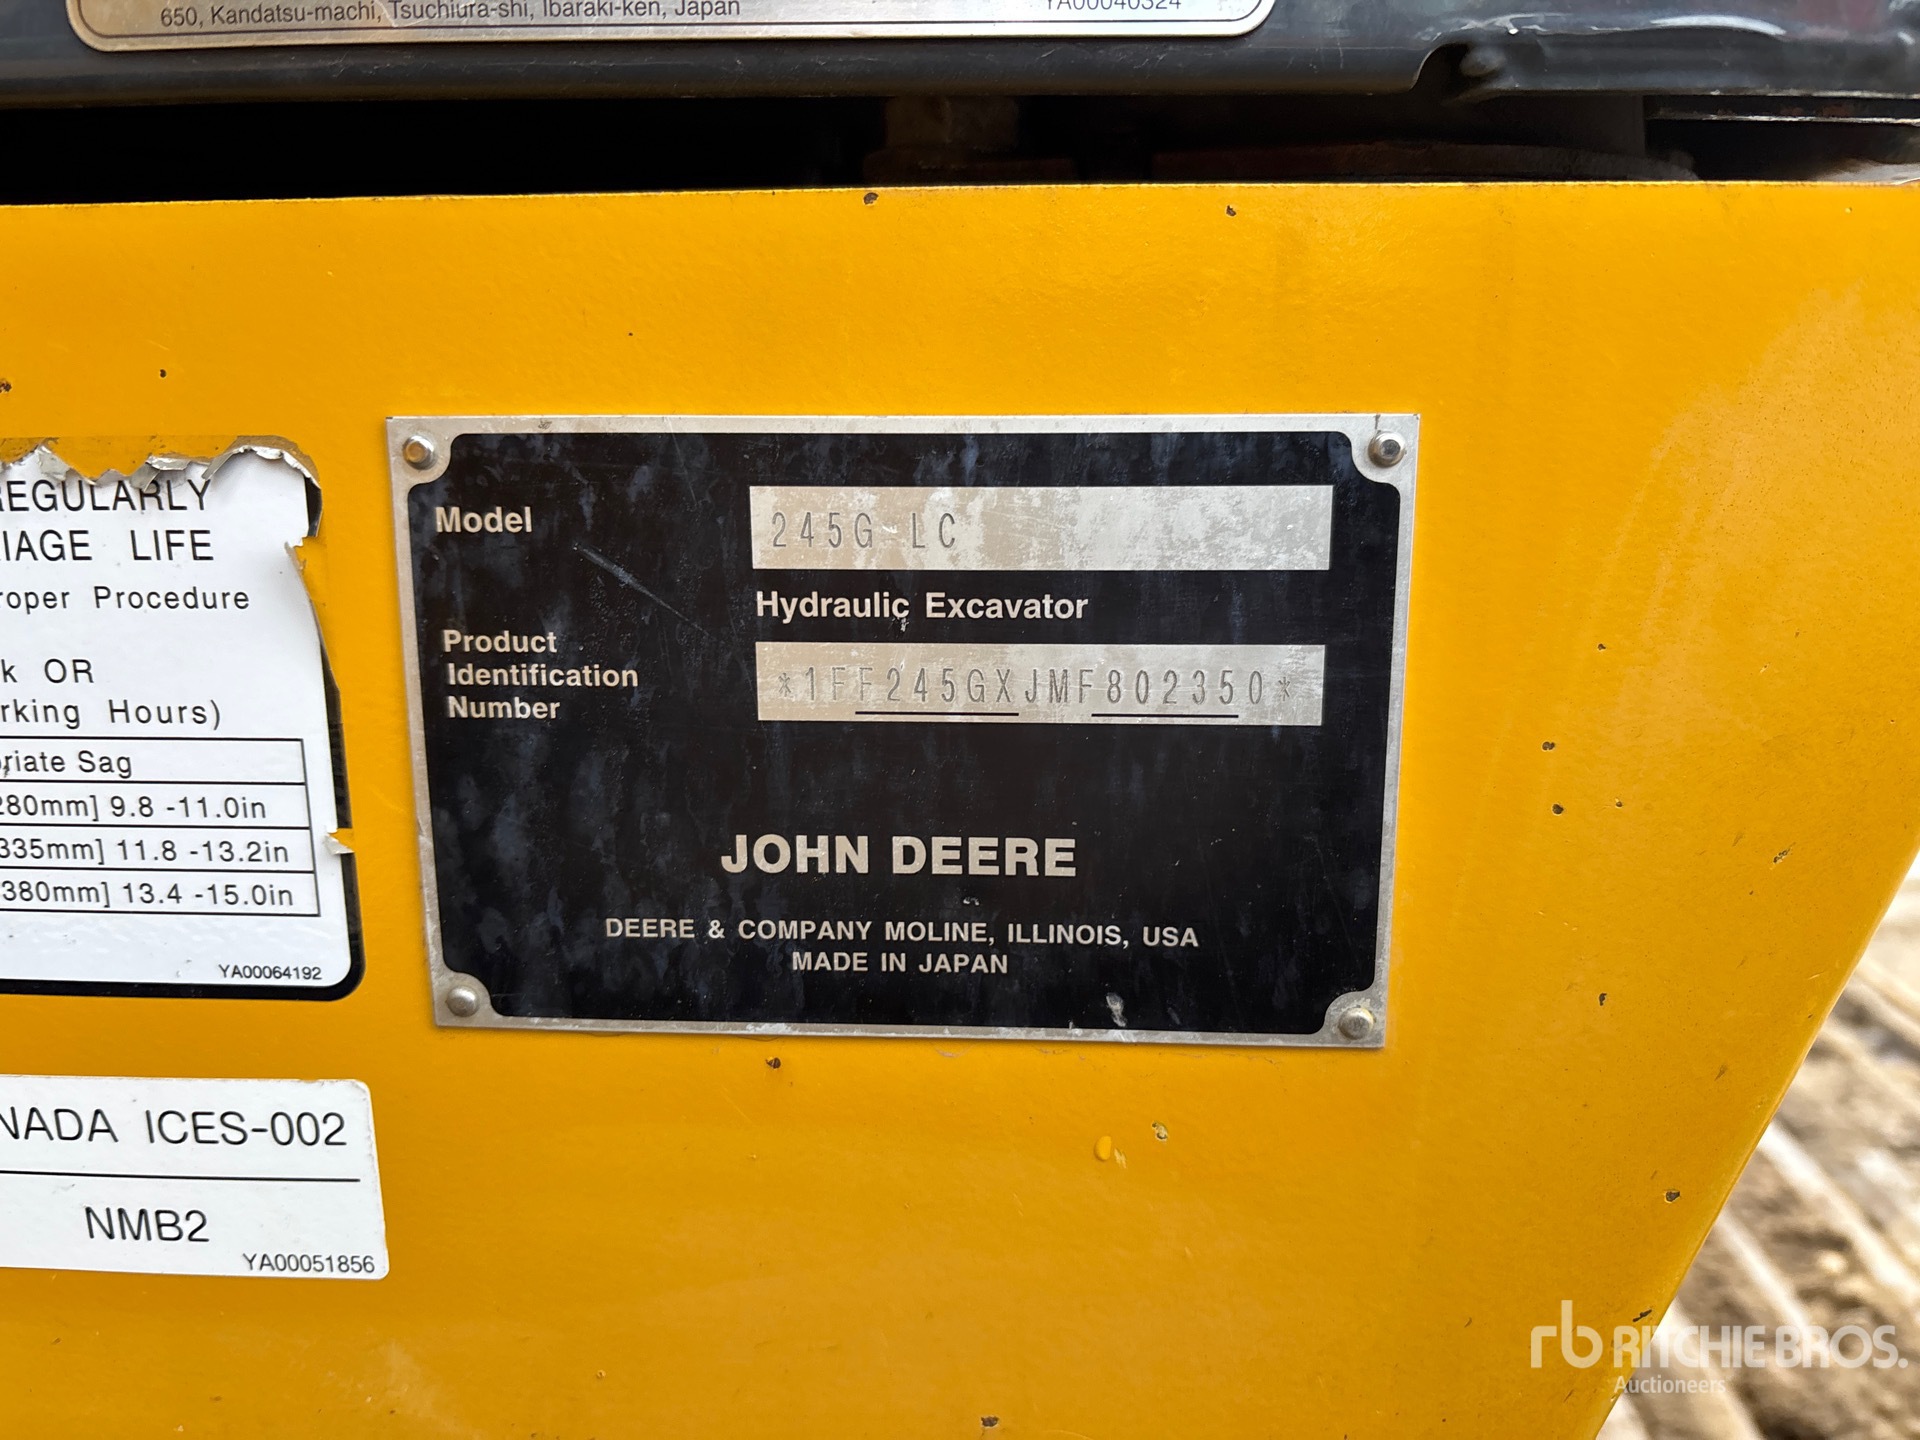 650, Kandatsu-machi, Tsuchiura-shi, Ibaraki-ken, Japan
YA00040324
REGULARLY
IAGE LIFE
roper Procedure
k OR
rking Hours)
riate Sag
280mm] 9.8 -11.0in
335mm] 11.8 -13.2in
380mm] 13.4 -15.0in
YA00064192
Model
245G LC
Hydraulic Excavator
Product
Identification
Number
*1FF245GXJMF802350*
JOHN DEERE
DEERE & COMPANY MOLINE, ILLINOIS, USA
MADE IN JAPAN
NADA ICES-002
NMB2
YA00051856
rb RITCHIE BROS.
Auctioneers